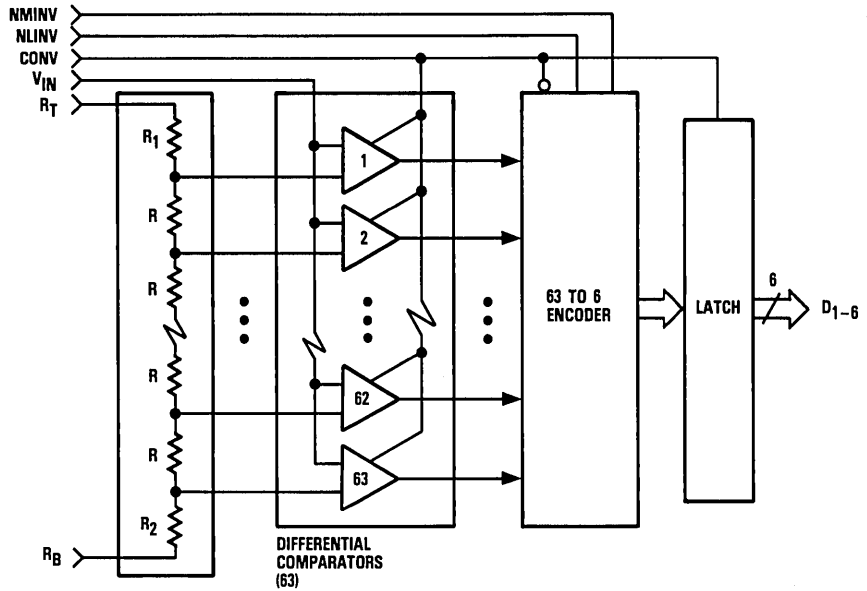 NMINV
NLINV
CONV
VIN
RT
R1
1
R
2
R
63 TO 6
ENCODER
LATCH
6
D1–6
R
62
R
63
R2
RB
DIFFERENTIAL
COMPARATORS
(63)